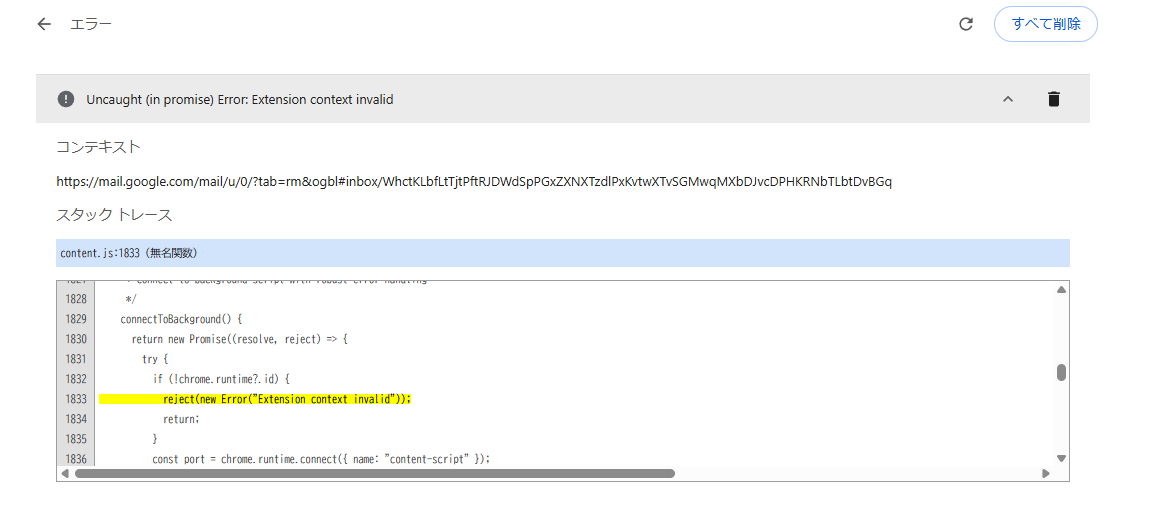 エラー
すべて削除
Uncaught (in promise) Error: Extension context invalid
コンテキスト
https://mail.google.com/mail/u/0/?tab=rm&ogbl#inbox/WhctKLbfLtTjtPftRJDWdSpPGxZXNXTzdlPxKvtwXTvSGMwqMXbDJvcDPHKRNbTLbtDvBGq
スタック トレース
content.js:1833 (無名関数)
1828 */
1829 connectToBackground() {
1830 return new Promise((resolve, reject) => {
1831 try {
1832 if (!chrome.runtime?.id) {
1833 reject(new Error("Extension context invalid"));
1834 return;
1835 }
1836 const port = chrome.runtime.connect({ name: "content-script" });